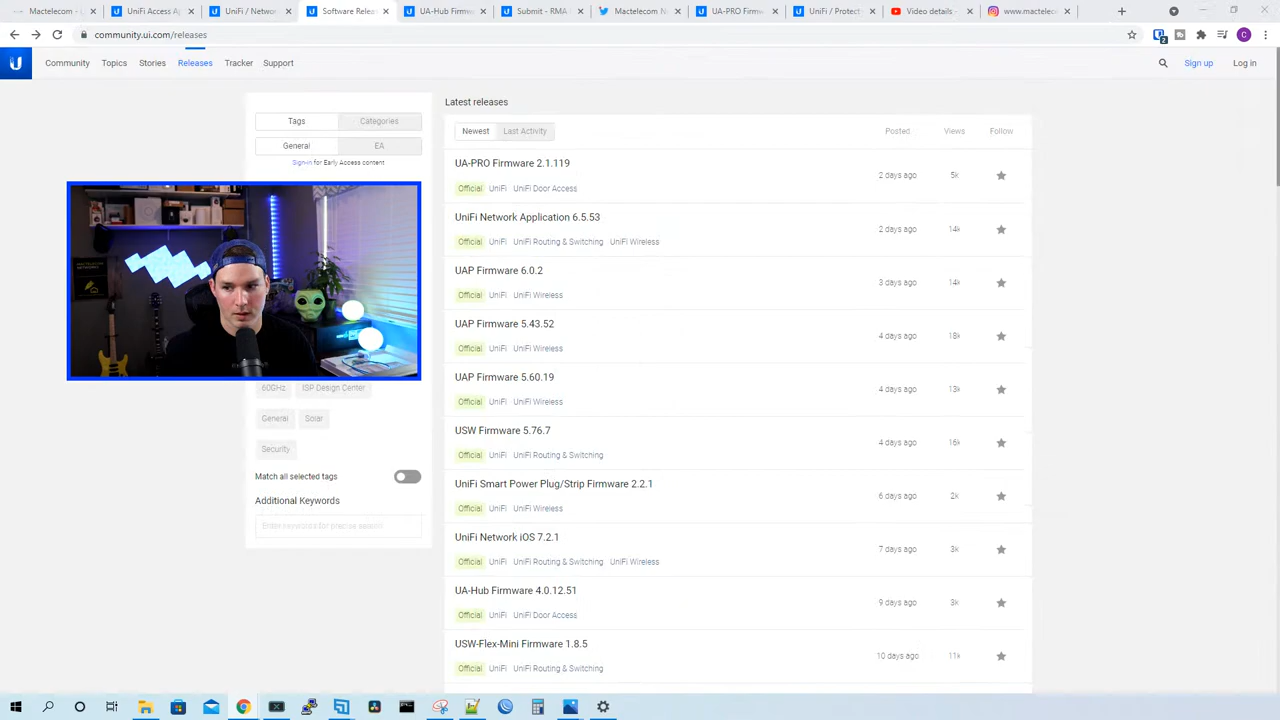 Mactelecom - L
UniFi Access Ap
UniFi / Network
Software Releas
UA-Hub Firmwa
Submit - RMA
Mactelecom Ne
UA-PRO Firmw
UniFi / Protect
Video details -
www.mactelecom
community.ui.com/releases
Community Topics Stories Releases Tracker Support Sign up Log in
Tags Categories
General EA
Sign-in for Early Access content
60GHz ISP Design Center
General Solar
Security
Match all selected tags
Additional Keywords
Enter keywords for precise search
Latest releases
Newest Last Activity Posted Views Follow
UA-PRO Firmware 2.1.119
Official UniFi UniFi Door Access 2 days ago 5k
UniFi Network Application 6.5.53
Official UniFi UniFi Routing & Switching UniFi Wireless 2 days ago 14k
UAP Firmware 6.0.2
Official UniFi UniFi Wireless 3 days ago 14k
UAP Firmware 5.43.52
Official UniFi UniFi Wireless 4 days ago 18k
UAP Firmware 5.60.19
Official UniFi UniFi Wireless 4 days ago 13k
USW Firmware 5.76.7
Official UniFi UniFi Routing & Switching 4 days ago 16k
UniFi Smart Power Plug/Strip Firmware 2.2.1
Official UniFi UniFi Wireless 6 days ago 2k
UniFi Network iOS 7.2.1
Official UniFi UniFi Routing & Switching UniFi Wireless 7 days ago 3k
UA-Hub Firmware 4.0.12.51
Official UniFi UniFi Door Access 9 days ago 3k
USW-Flex-Mini Firmware 1.8.5
Official UniFi UniFi Routing & Switching 10 days ago 11k